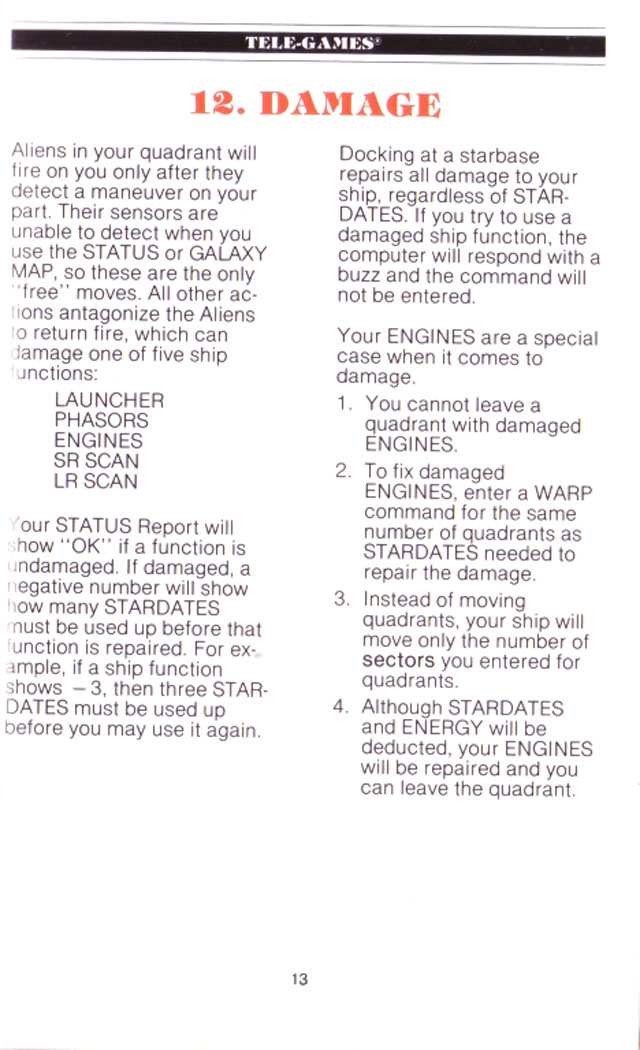 TELE-GAMES®
12. DAMAGE
Aliens in your quadrant will
fire on you only after they
detect a maneuver on your
part. Their sensors are
unable to detect when you
use the STATUS or GALAXY
MAP, so these are the only
"free" moves. All other ac-
tions antagonize the Aliens
to return fire, which can
damage one of five ship
functions:
LAUNCHER
PHASORS
ENGINES
SR SCAN
LR SCAN
Your STATUS Report will
show "OK" if a function is
undamaged. If damaged, a
negative number will show
how many STARDATES
must be used up before that
function is repaired. For ex-
ample, if a ship function
shows – 3, then three STAR-
DATES must be used up
before you may use it again.
Docking at a starbase
repairs all damage to your
ship, regardless of STAR-
DATES. If you try to use a
damaged ship function, the
computer will respond with a
buzz and the command will
not be entered.
Your ENGINES are a special
case when it comes to
damage.
1. You cannot leave a
quadrant with damaged
ENGINES.
2. To fix damaged
ENGINES, enter a WARP
command for the same
number of quadrants as
STARDATES needed to
repair the damage.
3. Instead of moving
quadrants, your ship will
move only the number of
sectors you entered for
quadrants.
4. Although STARDATES
and ENERGY will be
deducted, your ENGINES
will be repaired and you
can leave the quadrant.
13